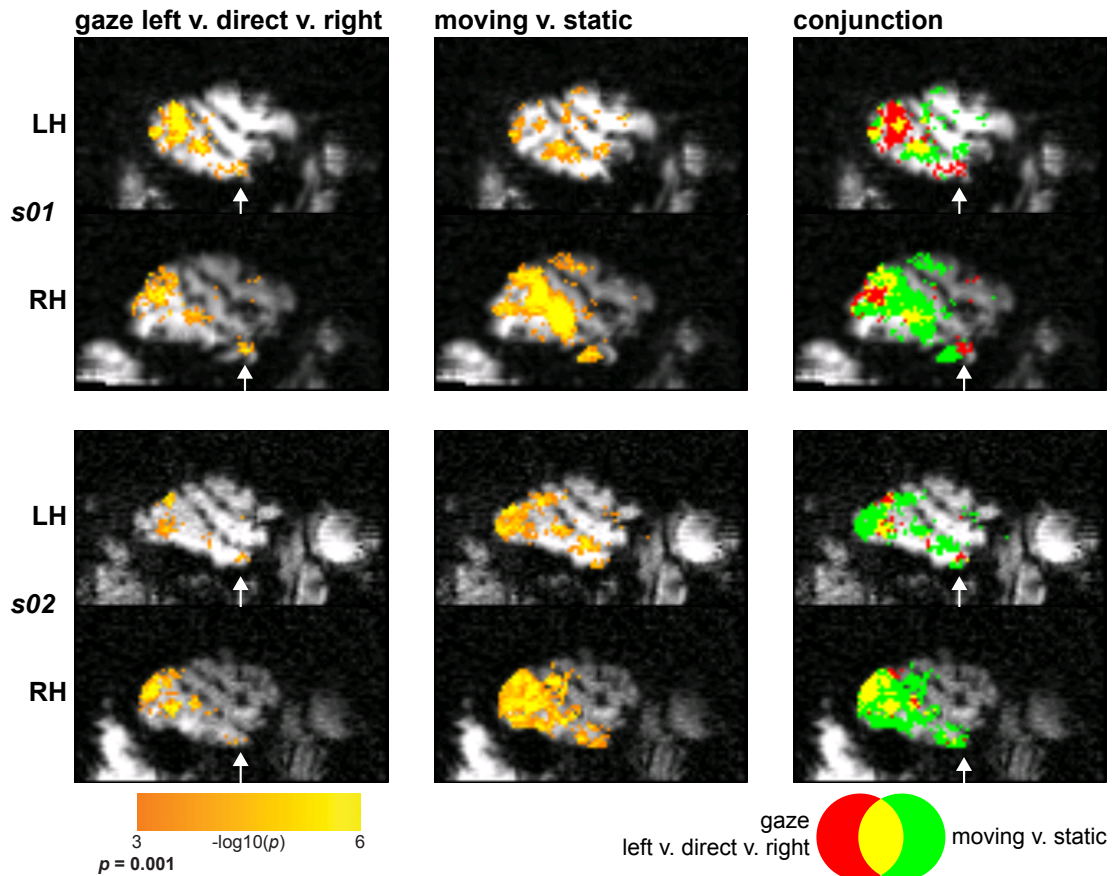 gaze left v. direct v. right
moving v. static
conjunction
LH
s01
RH
LH
s02
RH
3
-log10(p)
6
p = 0.001
gaze
left v. direct v. right
moving v. static